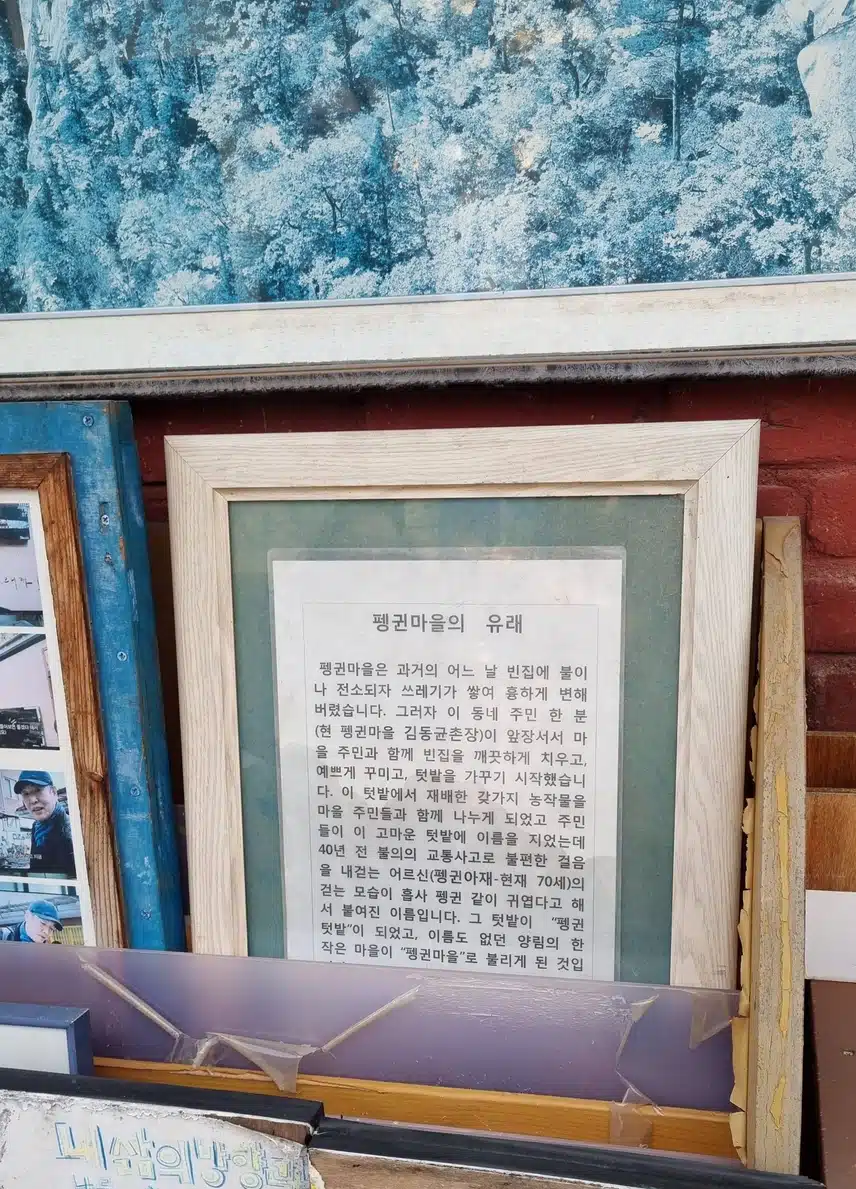 펭귄마을의 유래
펭귄마을은 과거의 어느 날 빈집에 불이
나 전소되자 쓰레기가 쌓여 흉하게 변해
버렸습니다. 그러자 이 동네 주민 한 분
(현 펭귄마을 김동균촌장)이 앞장서서 마
을 주민과 함께 빈집을 깨끗하게 치우고,
예쁘게 꾸미고, 텃밭을 가꾸기 시작했습니
다. 이 텃밭에서 재배한 갖가지 농작물을
마을 주민들과 함께 나누게 되었고 주민
들이 이 고마운 텃밭에 이름을 지었는데
40년 전 불의의 교통사고로 불편한 걸음
을 내걷는 어르신(펭귄아재-현재 70세)의
걷는 모습이 흡사 펭귄 같이 귀엽다고 해
서 붙여진 이름입니다. 그 텃밭이 “펭귄
텃밭”이 되었고, 이름도 없던 양림의 한
작은 마을이 “펭귄마을”로 불리게 된 것입
내 삶의 방향과